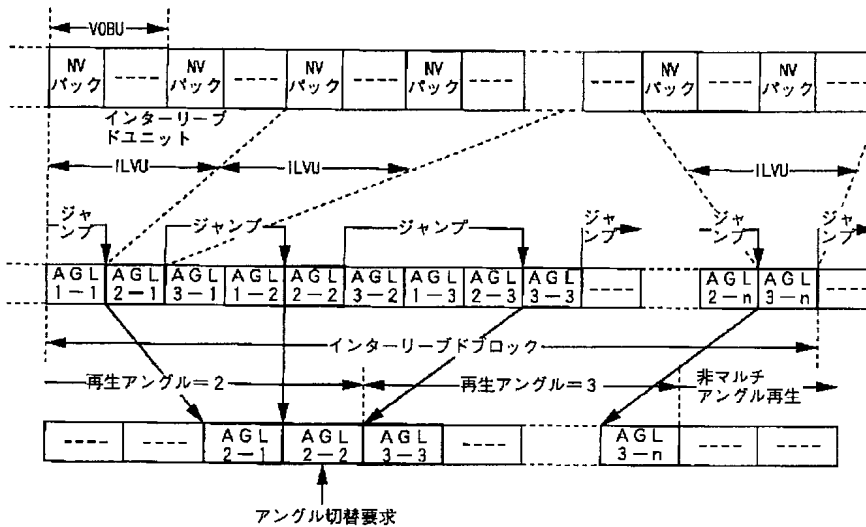 VOBU
NV パック ---- NV パック ---- NV パック ---- NV パック ---- ---- NV パック ---- NV パック ----
インターリーブ
ドユニット
ILVU ILVU ILVU
ジャンプ ジャンプ ジャンプ ジャンプ ジャンプ ジャンプ
AGL 1-1 AGL 2-1 AGL 3-1 AGL 1-2 AGL 2-2 AGL 3-2 AGL 1-3 AGL 2-3 AGL 3-3 ---- AGL 2-n AGL 3-n ----
インターリーブドブロック
再生アングル=2 再生アングル=3 非マルチ
アングル再生
---- ---- AGL 2-1 AGL 2-2 AGL 3-3 ---- AGL 3-n ---- ----
アングル切替要求